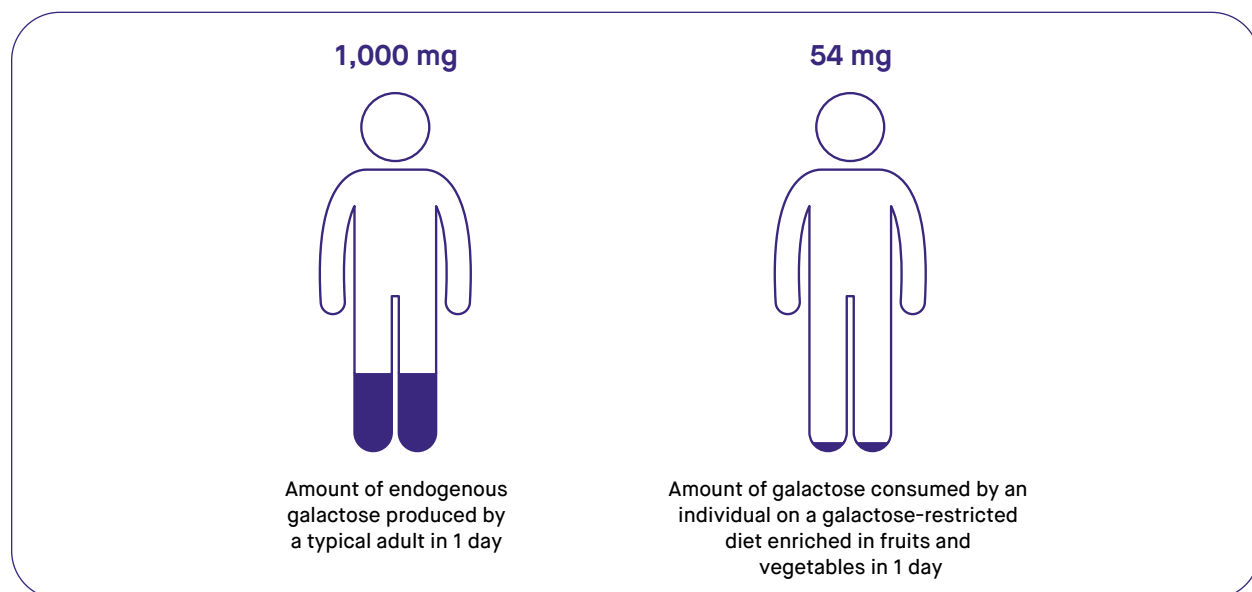 1,000 mg
Amount of endogenous
galactose produced by
a typical adult in 1 day
54 mg
Amount of galactose consumed by an
individual on a galactose-restricted
diet enriched in fruits and
vegetables in 1 day